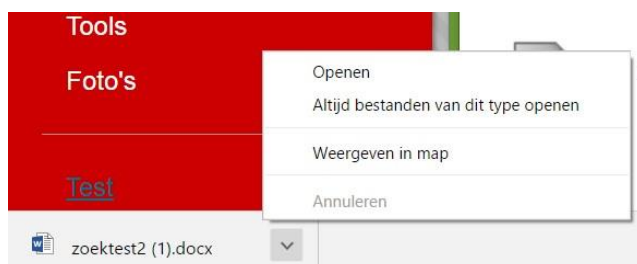 Tools
Foto's
Test
Openen
Altijd bestanden van dit type openen
Weergeven in map
Annuleren
zoektest2 (1).docx